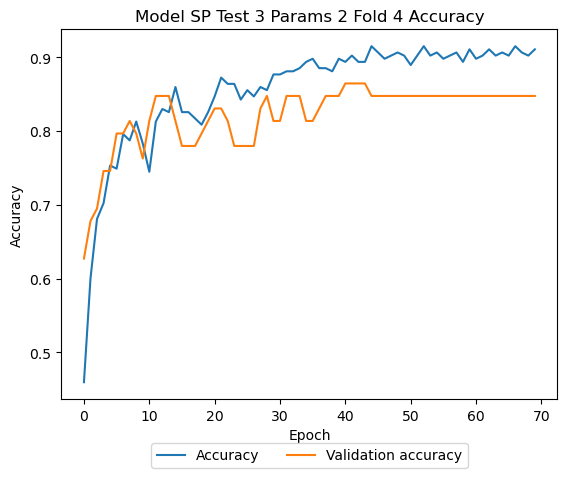 Model SP Test 3 Params 2 Fold 4 Accuracy
0.9
0.8
0.7
0.6
0.5
Accuracy
0 10 20 30 40 50 60 70
Epoch
Accuracy Validation accuracy